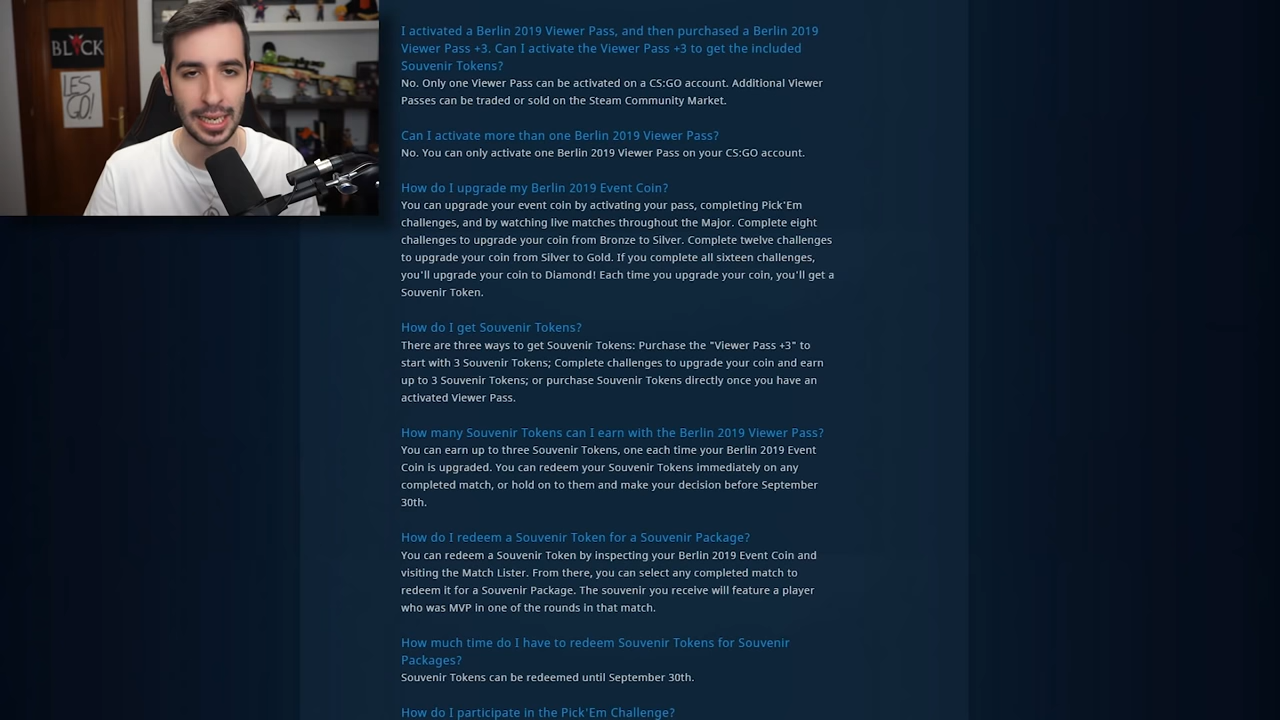 BLVCK
LES
GO!
I activated a Berlin 2019 Viewer Pass, and then purchased a Berlin 2019
Viewer Pass +3. Can I activate the Viewer Pass +3 to get the included
Souvenir Tokens?
No. Only one Viewer Pass can be activated on a CS:GO account. Additional Viewer
Passes can be traded or sold on the Steam Community Market.
Can I activate more than one Berlin 2019 Viewer Pass?
No. You can only activate one Berlin 2019 Viewer Pass on your CS:GO account.
How do I upgrade my Berlin 2019 Event Coin?
You can upgrade your event coin by activating your pass, completing Pick'Em
challenges, and by watching live matches throughout the Major. Complete eight
challenges to upgrade your coin from Bronze to Silver. Complete twelve challenges
to upgrade your coin from Silver to Gold. If you complete all sixteen challenges,
you'll upgrade your coin to Diamond! Each time you upgrade your coin, you'll get a
Souvenir Token.
How do I get Souvenir Tokens?
There are three ways to get Souvenir Tokens: Purchase the "Viewer Pass +3" to
start with 3 Souvenir Tokens; Complete challenges to upgrade your coin and earn
up to 3 Souvenir Tokens; or purchase Souvenir Tokens directly once you have an
activated Viewer Pass.
How many Souvenir Tokens can I earn with the Berlin 2019 Viewer Pass?
You can earn up to three Souvenir Tokens, one each time your Berlin 2019 Event
Coin is upgraded. You can redeem your Souvenir Tokens immediately on any
completed match, or hold on to them and make your decision before September
30th.
How do I redeem a Souvenir Token for a Souvenir Package?
You can redeem a Souvenir Token by inspecting your Berlin 2019 Event Coin and
visiting the Match Lister. From there, you can select any completed match to
redeem it for a Souvenir Package. The souvenir you receive will feature a player
who was MVP in one of the rounds in that match.
How much time do I have to redeem Souvenir Tokens for Souvenir
Packages?
Souvenir Tokens can be redeemed until September 30th.
How do I participate in the Pick'Em Challenge?